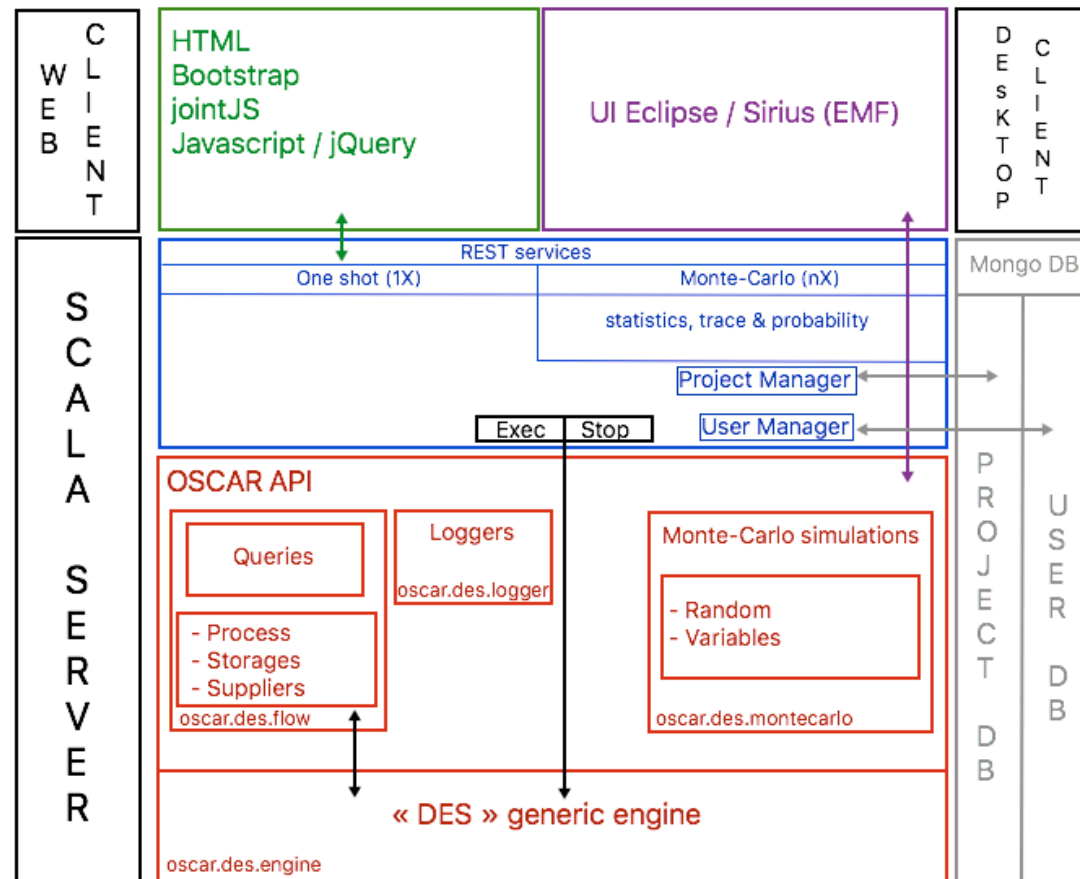 WEB
CLIENT
HTML
Bootstrap
jointJS
Javascript / jQuery
UI Eclipse / Sirius (EMF)
DEsKTOP
CLIENT
SCALA SERVER
REST services
One shot (1X)
Monte-Carlo (nX)
statistics, trace & probability
Project Manager
User Manager
Exec
Stop
Mongo DB
PROJECT DB
USER DB
OSCAR API
Queries
- Process
- Storages
- Suppliers
oscar.des.flow
Loggers
oscar.des.logger
Monte-Carlo simulations
- Random
- Variables
oscar.des.montecarlo
« DES » generic engine
oscar.des.engine